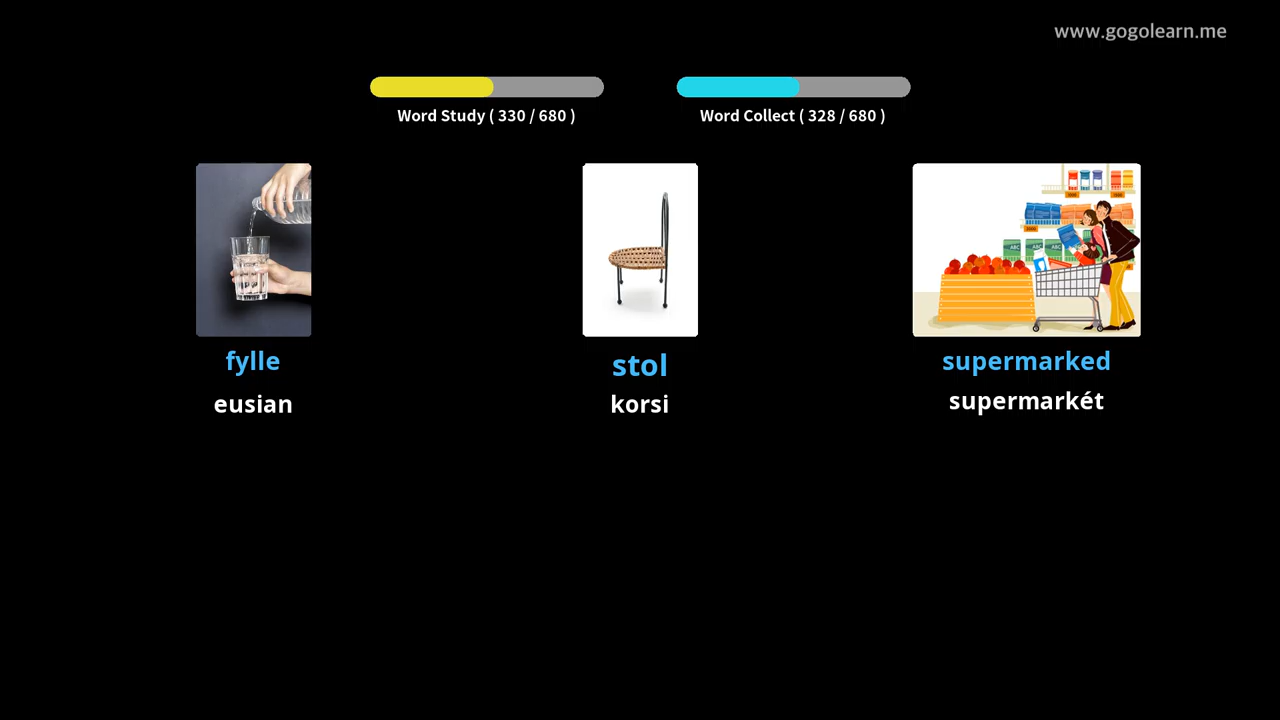 www.gogolearn.me
Word Study ( 330 / 680 )
Word Collect ( 328 / 680 )
fylle
stol
supermarked
eusian
korsi
supermarkét